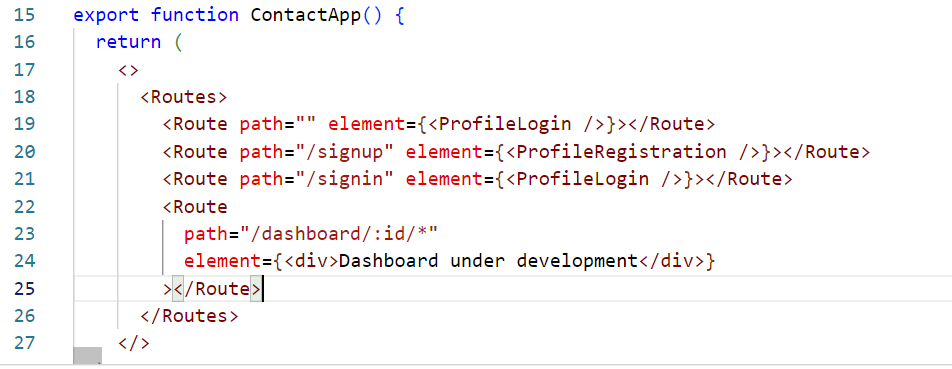 15 export function ContactApp() {
16 return (
17 <>
18 <Routes>
19 <Route path="" element={<ProfileLogin />}></Route>
20 <Route path="/signup" element={<ProfileRegistration />}></Route>
21 <Route path="/signin" element={<ProfileLogin />}></Route>
22 <Route
23 path="/dashboard/:id/*"
24 element={<div>Dashboard under development</div>}
25 ></Route>
26 </Routes>
27 </>